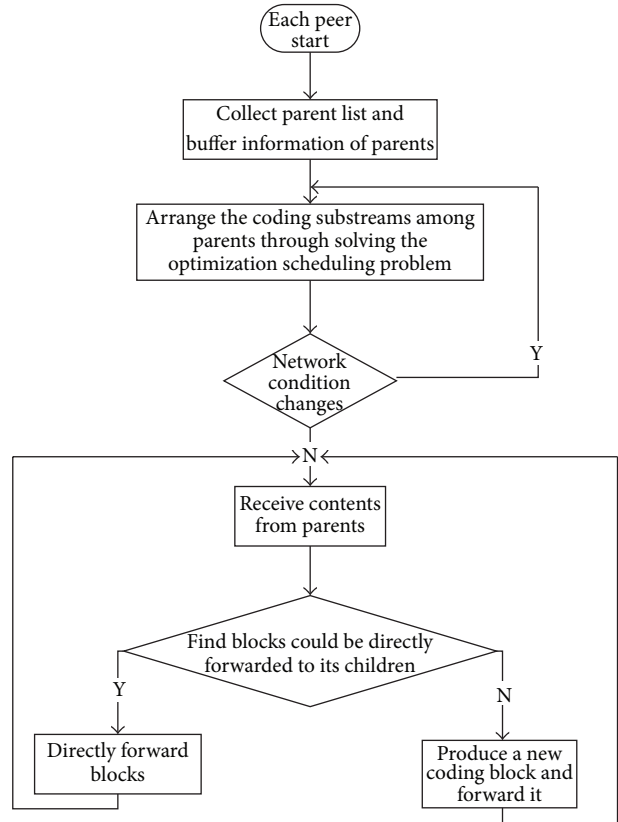 Each peer
start
Collect parent list and
buffer information of parents
Arrange the coding substreams among
parents through solving the
optimization scheduling problem
Y
Network
condition
changes
N
Receive contents
from parents
Find blocks could be directly
forwarded to its children
Y
N
Directly forward
blocks
Produce a new
coding block and
forward it